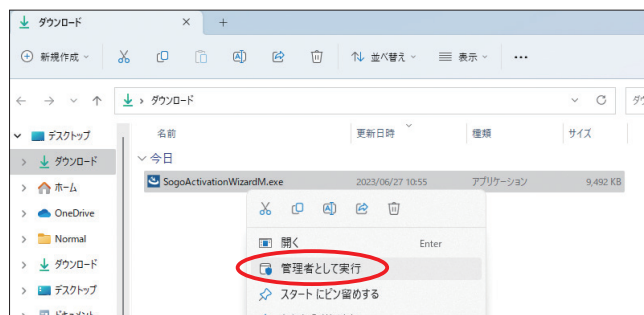 ダウンロード
新規作成
並べ替え
表示
ダウンロード
名前 更新日時 種類 サイズ
デスクトップ
ダウンロード
今日
SogoActivationWizardM.exe 2023/06/27 10:55 アプリケーション 9,492 KB
ホーム
OneDrive
Normal
ダウンロード
デスクトップ
開く Enter
管理者として実行
スタート にピン留めする